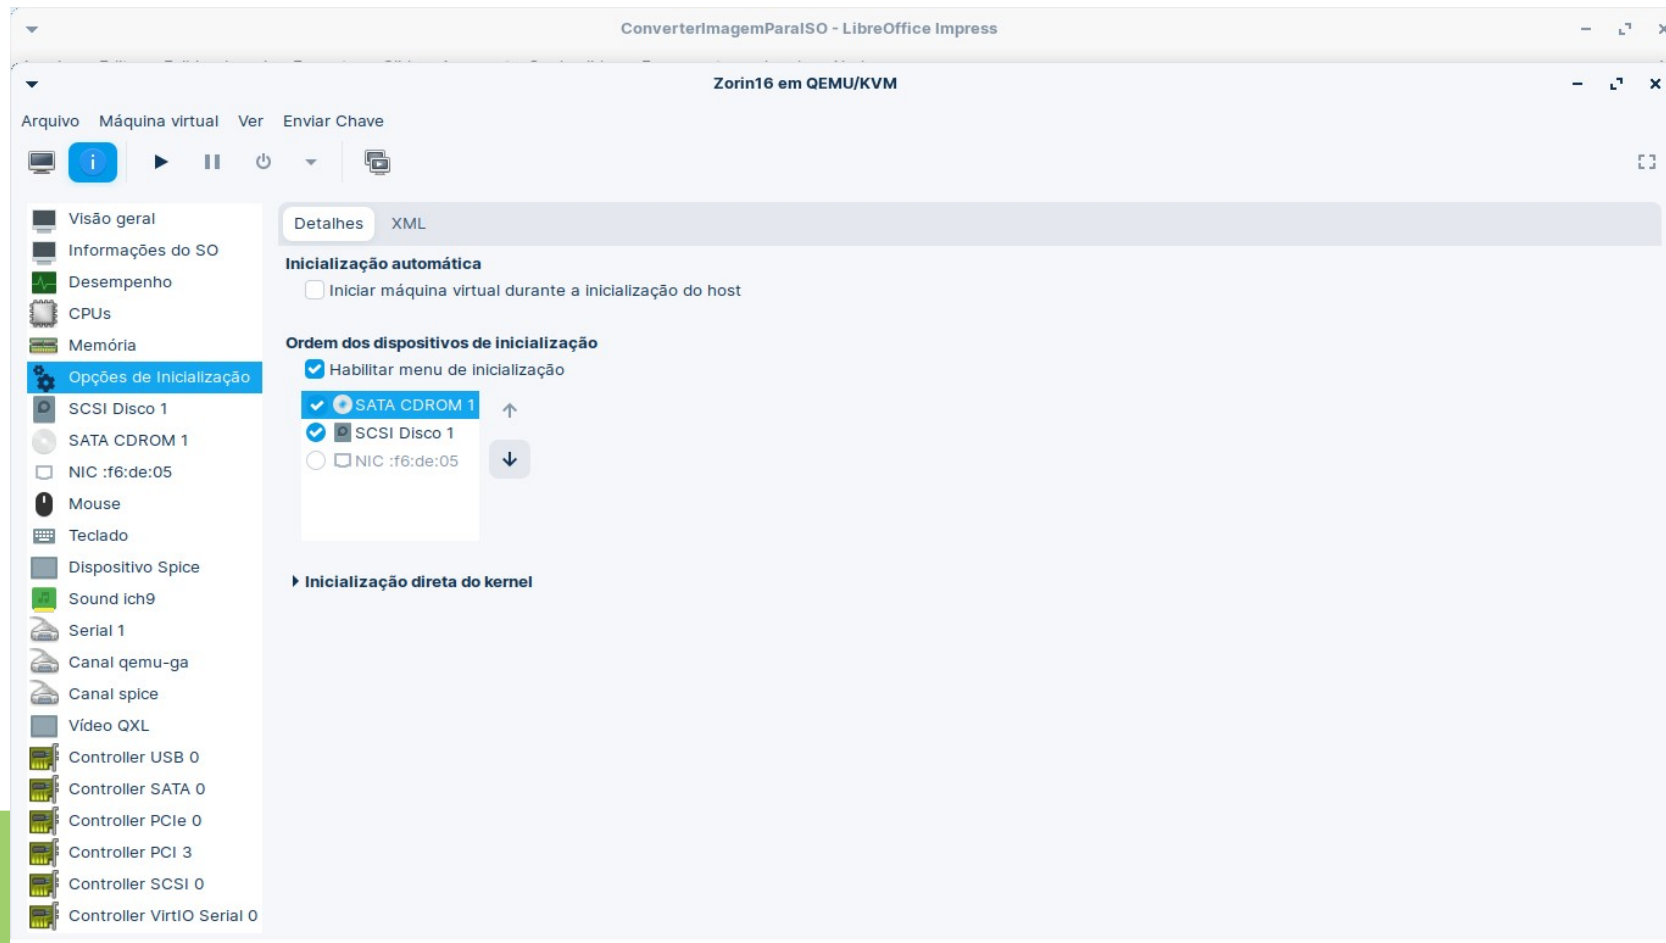 ConverterImagemParaISO - LibreOffice Impress
Zorin16 em QEMU/KVM
Arquivo Máquina virtual Ver Enviar Chave
Visão geral
Informações do SO
Desempenho
CPUs
Memória
Opções de Inicialização
SCSI Disco 1
SATA CDROM 1
NIC :f6:de:05
Mouse
Teclado
Dispositivo Spice
Sound ich9
Serial 1
Canal qemu-ga
Canal spice
Vídeo QXL
Controller USB 0
Controller SATA 0
Controller PCIe 0
Controller PCI 3
Controller SCSI 0
Controller VirtIO Serial 0
Detalhes XML
Inicialização automática
Iniciar máquina virtual durante a inicialização do host
Ordem dos dispositivos de inicialização
Habilitar menu de inicialização
SATA CDROM 1
SCSI Disco 1
NIC :f6:de:05
Inicialização direta do kernel